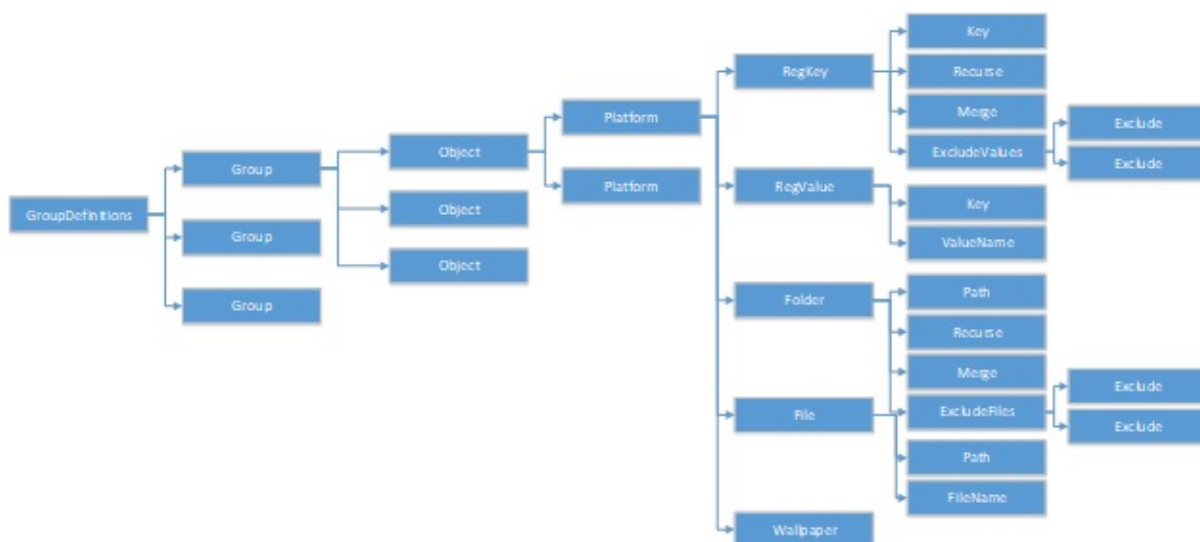 GroupDefinitions
Group
Group
Group
Object
Object
Object
Platform
Platform
RegKey
RegValue
Folder
File
Wallpaper
Key
Recurse
Merge
ExcludeValues
Key
ValueName
Path
Recurse
Merge
ExcludeFiles
Path
FileName
Exclude
Exclude
Exclude
Exclude